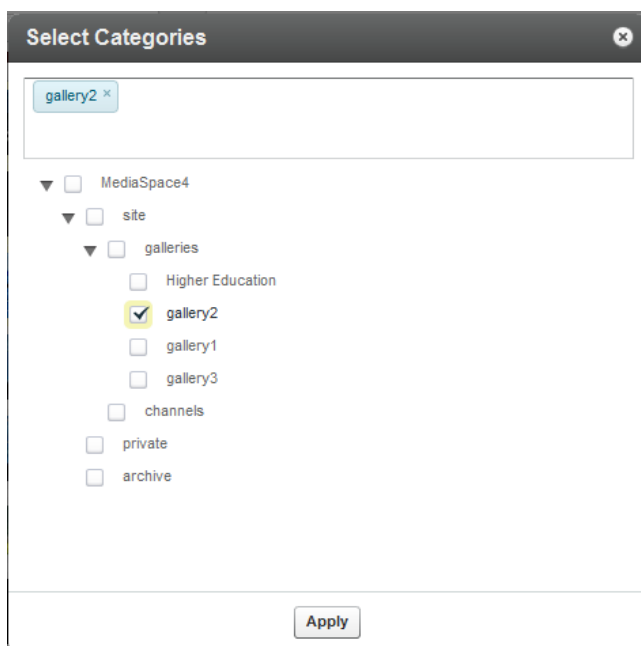 Select Categories
gallery2 ×
MediaSpace4
site
galleries
Higher Education
gallery2
gallery1
gallery3
channels
private
archive
Apply